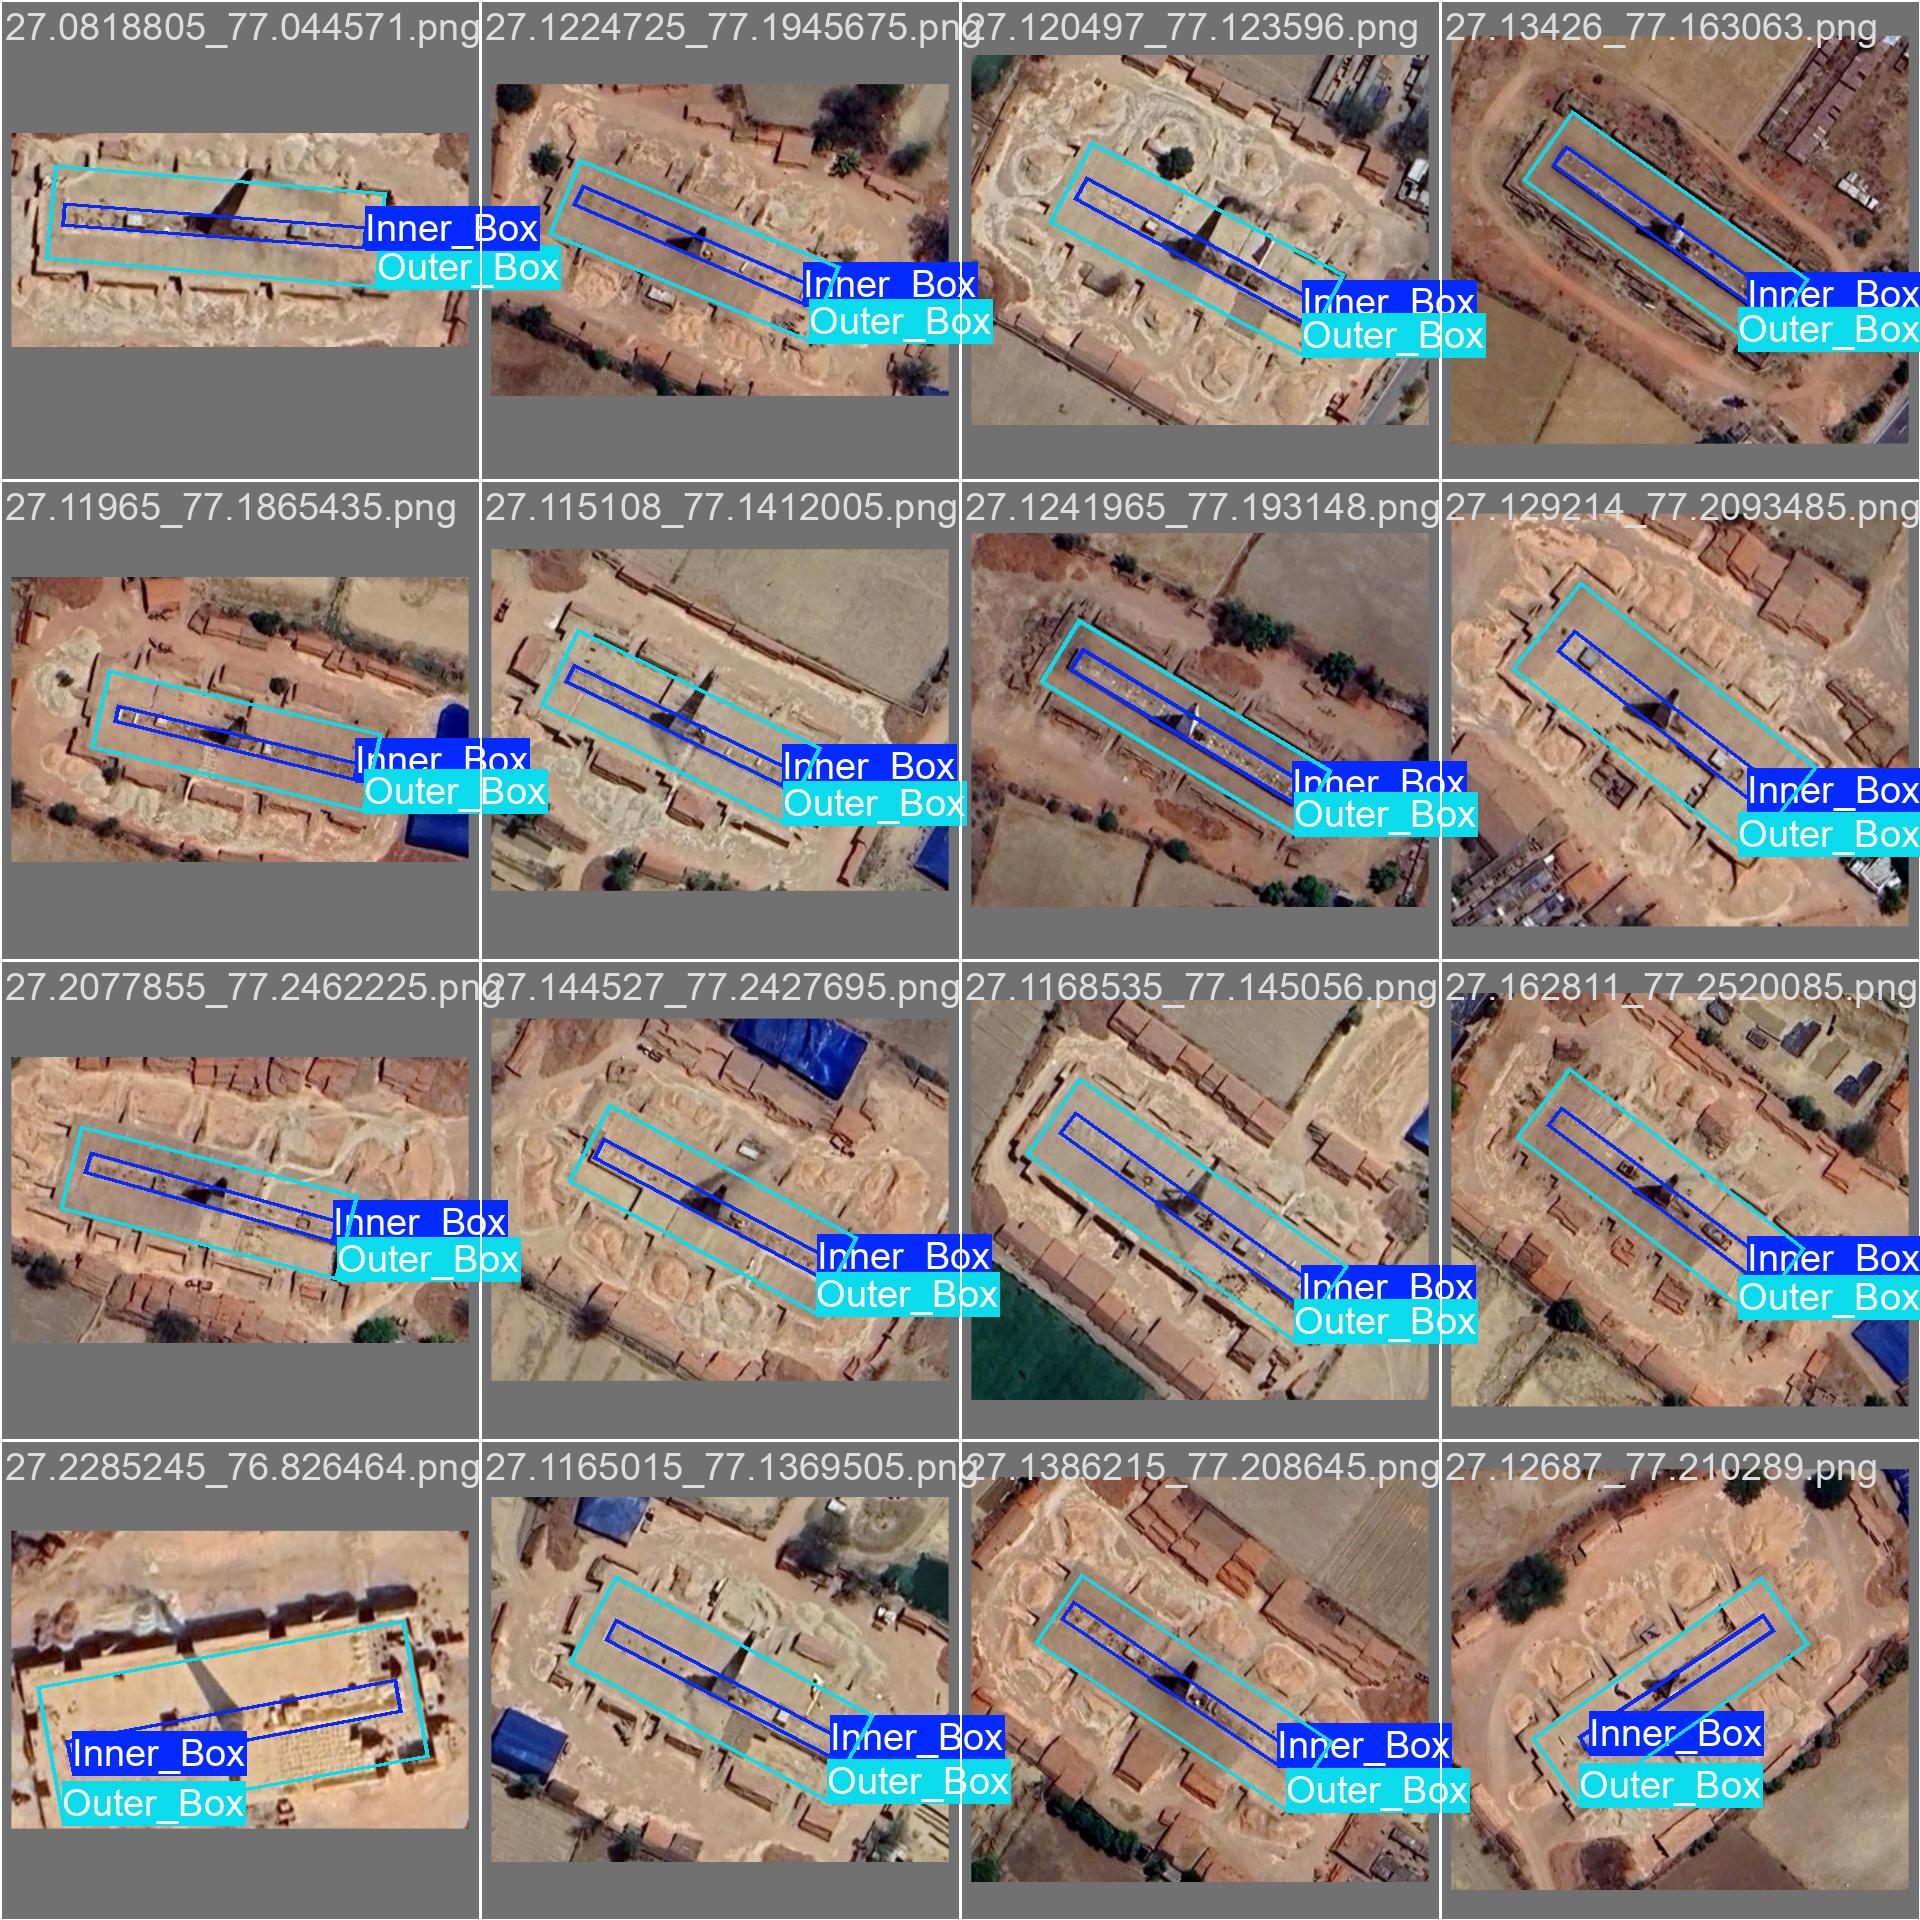 27.0818805_77.044571.png
27.1224725_77.1945675.png
27.120497_77.123596.png
27.13426_77.163063.png
Inner_Box
Outer_Box
Inner_Box
Outer_Box
Inner_Box
Outer_Box
Inner_Box
Outer_Box
27.11965_77.1865435.png
27.115108_77.1412005.png
27.1241965_77.193148.png
27.129214_77.2093485.png
Inner_Box
Outer_Box
Inner_Box
Outer_Box
Inner_Box
Outer_Box
Inner_Box
Outer_Box
27.2077855_77.2462225.png
27.144527_77.2427695.png
27.1168535_77.145056.png
27.162811_77.2520085.png
Inner_Box
Outer_Box
Inner_Box
Outer_Box
Inner_Box
Outer_Box
Inner_Box
Outer_Box
27.2285245_76.826464.png
27.1165015_77.1369505.png
27.1386215_77.208645.png
27.12687_77.210289.png
Inner_Box
Outer_Box
Inner_Box
Outer_Box
Inner_Box
Outer_Box
Inner_Box
Outer_Box